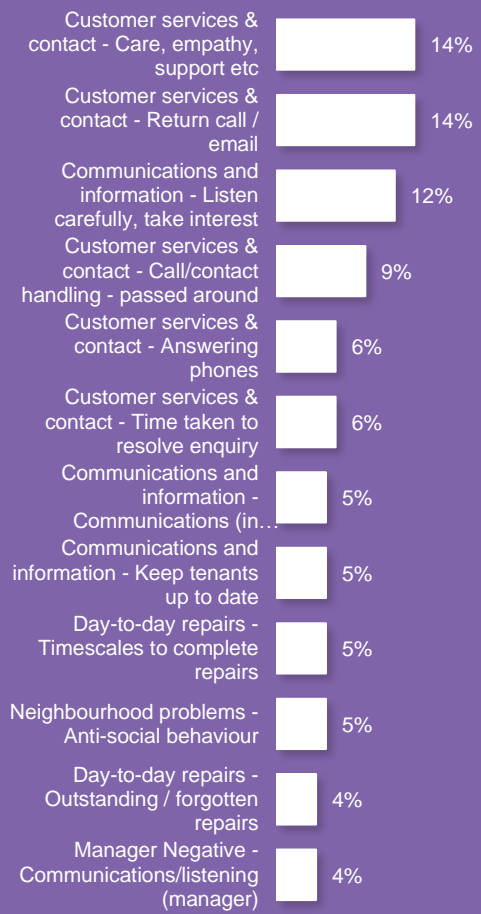 Customer services &
contact - Care, empathy,
support etc
14%
Customer services &
contact - Return call /
email
14%
Communications and
information - Listen
carefully, take interest
12%
Customer services &
contact - Call/contact
handling - passed around
9%
Customer services &
contact - Answering
phones
6%
Customer services &
contact - Time taken to
resolve enquiry
6%
Communications and
information -
Communications (in…
5%
Communications and
information - Keep tenants
up to date
5%
Day-to-day repairs -
Timescales to complete
repairs
5%
Neighbourhood problems -
Anti-social behaviour
5%
Day-to-day repairs -
Outstanding / forgotten
repairs
4%
Manager Negative -
Communications/listening
(manager)
4%